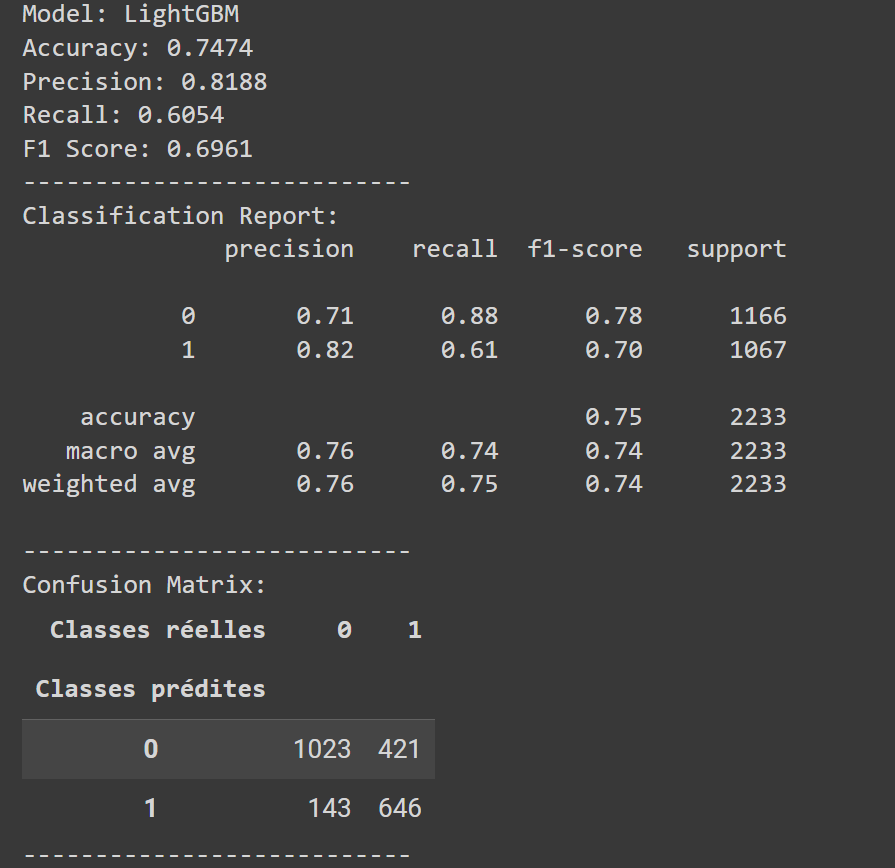 Model: LightGBM
Accuracy: 0.7474
Precision: 0.8188
Recall: 0.6054
F1 Score: 0.6961
---------------------------
Classification Report:
              precision    recall  f1-score   support

           0       0.71      0.88      0.78      1166
           1       0.82      0.61      0.70      1067

    accuracy                           0.75      2233
   macro avg       0.76      0.74      0.74      2233
weighted avg       0.76      0.75      0.74      2233

---------------------------
Confusion Matrix:
Classes réelles 0 1
Classes prédites
0 1023 421
1 143 646
---------------------------